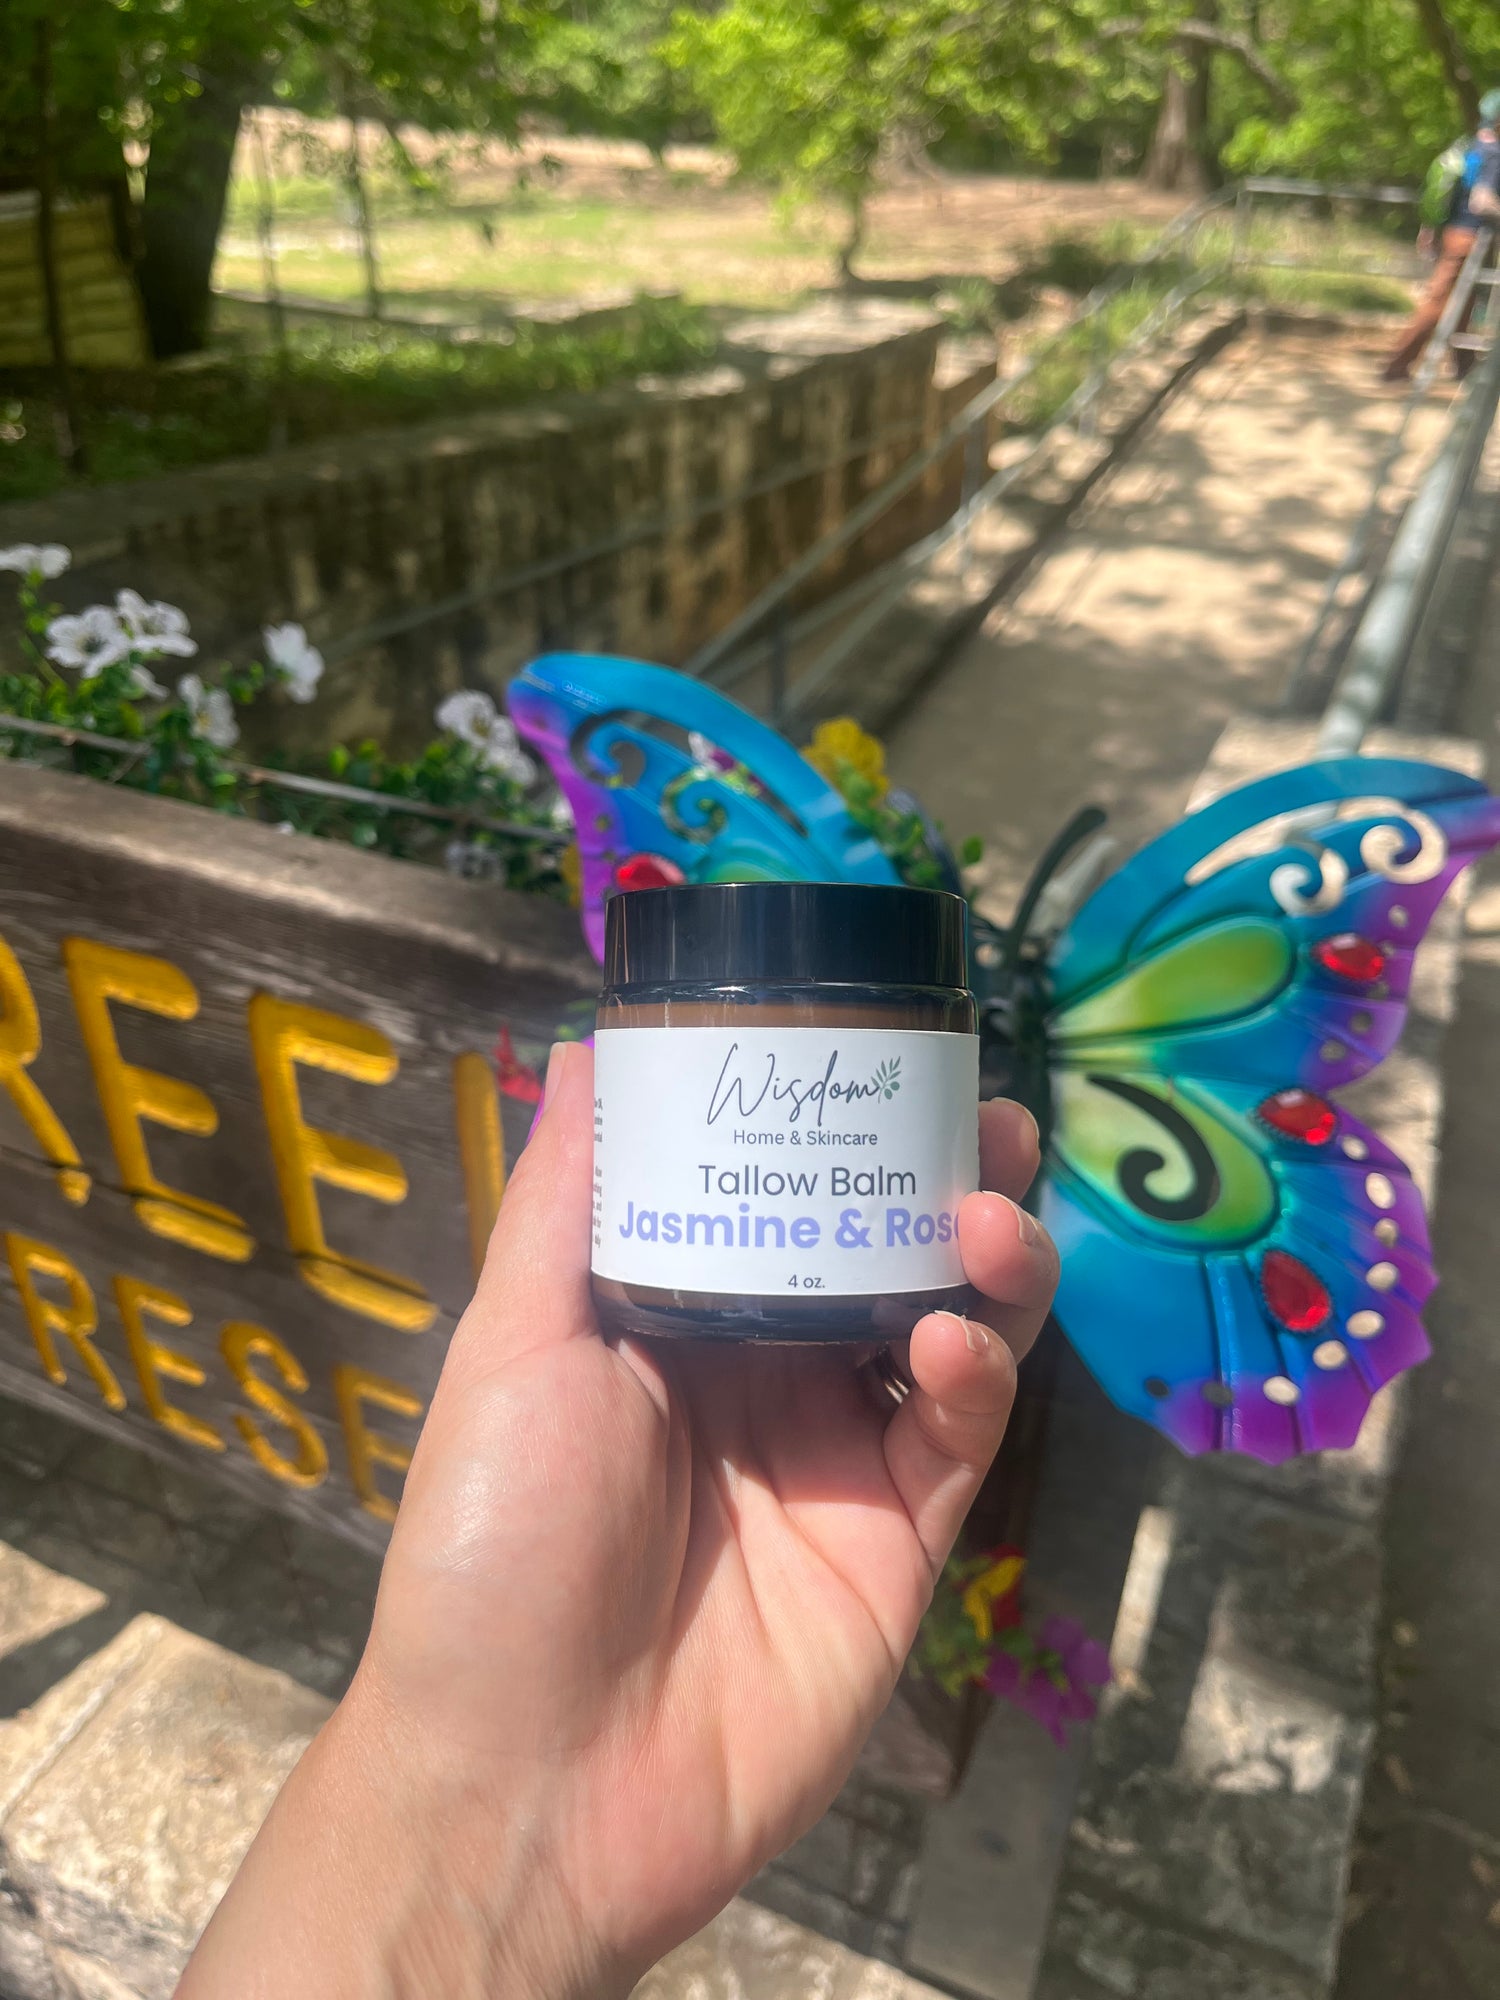 REE
RESE
Wisdom
Home & Skincare
Tallow Balm
Jasmine & Rose
4 oz.